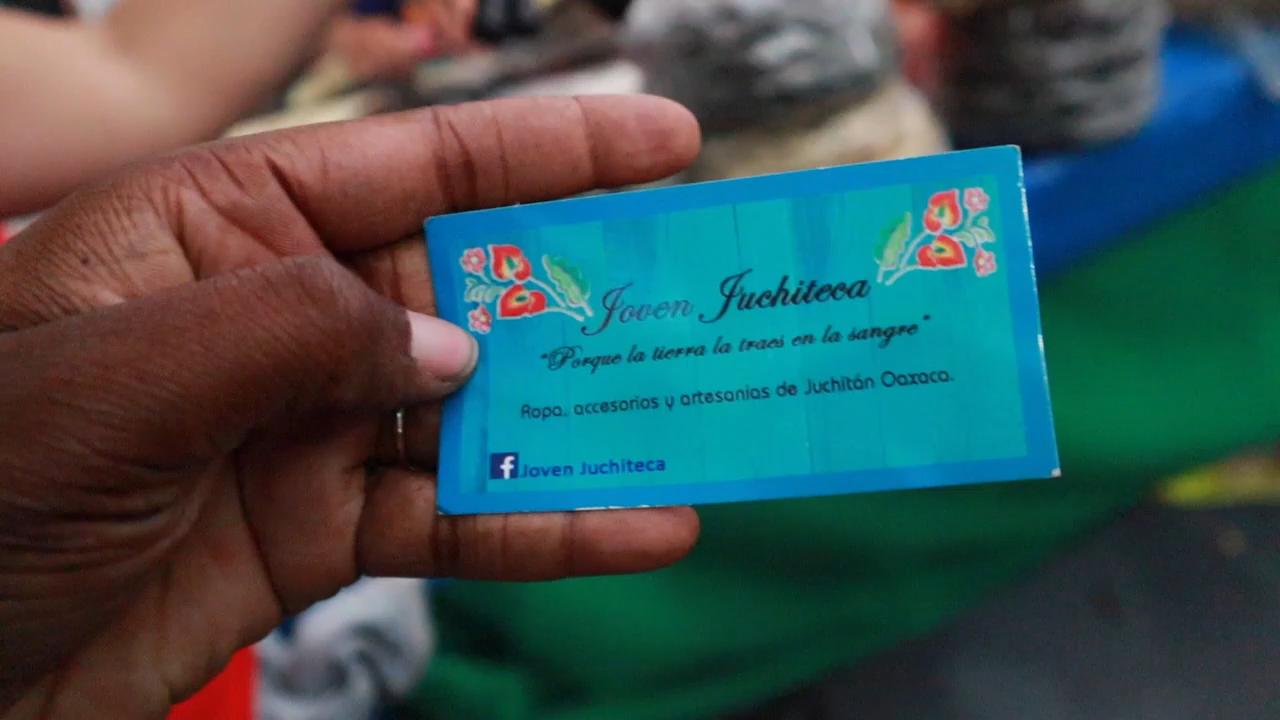 Joven Juchiteca
"Porque la tierra la traes en la sangre"
Ropa, accesorios y artesanias de Juchitán Oaxaca.
f Joven Juchiteca